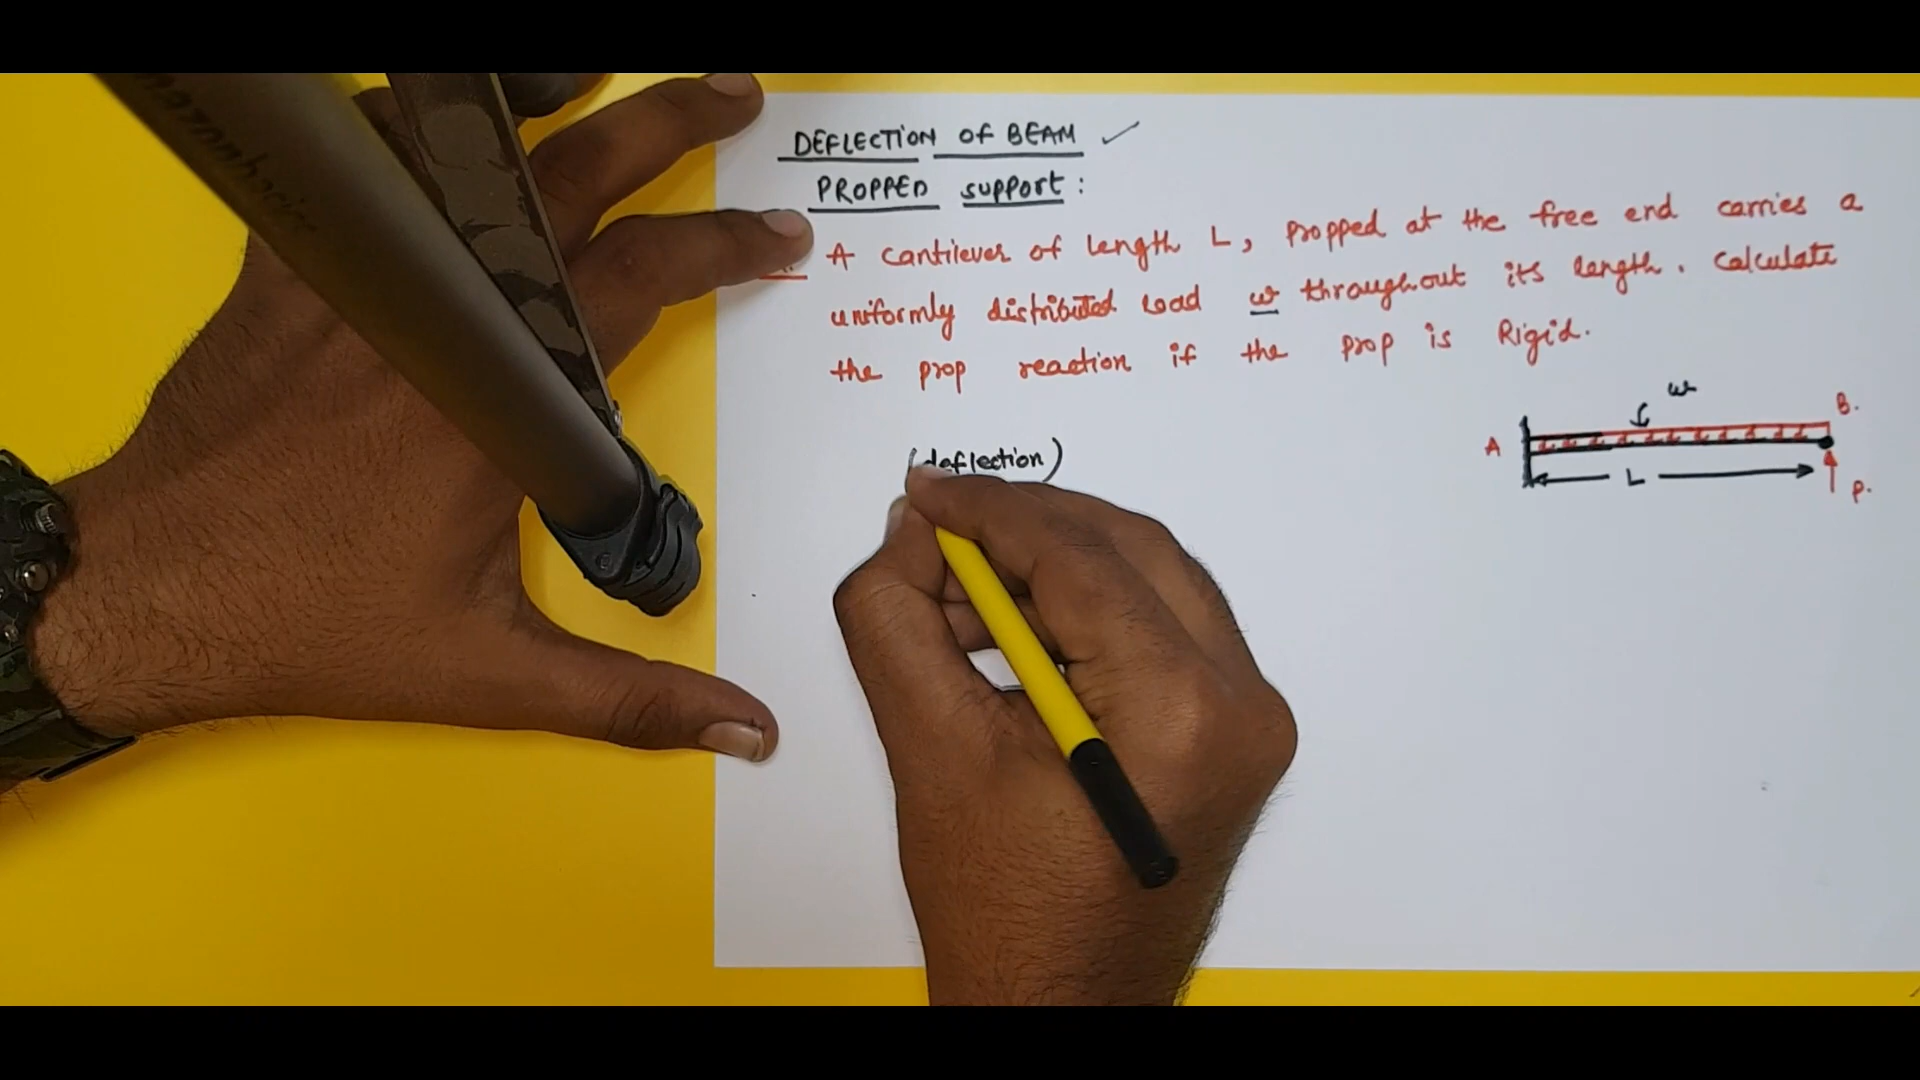 DEFLECTION OF BEAM
PROPPED support:
A cantilever of length L, propped at the free end carries a
uniformly distributed load w throughout its length. Calculate
the prop reaction if the prop is Rigid.
w
B.
A
(deflection)
L
P.